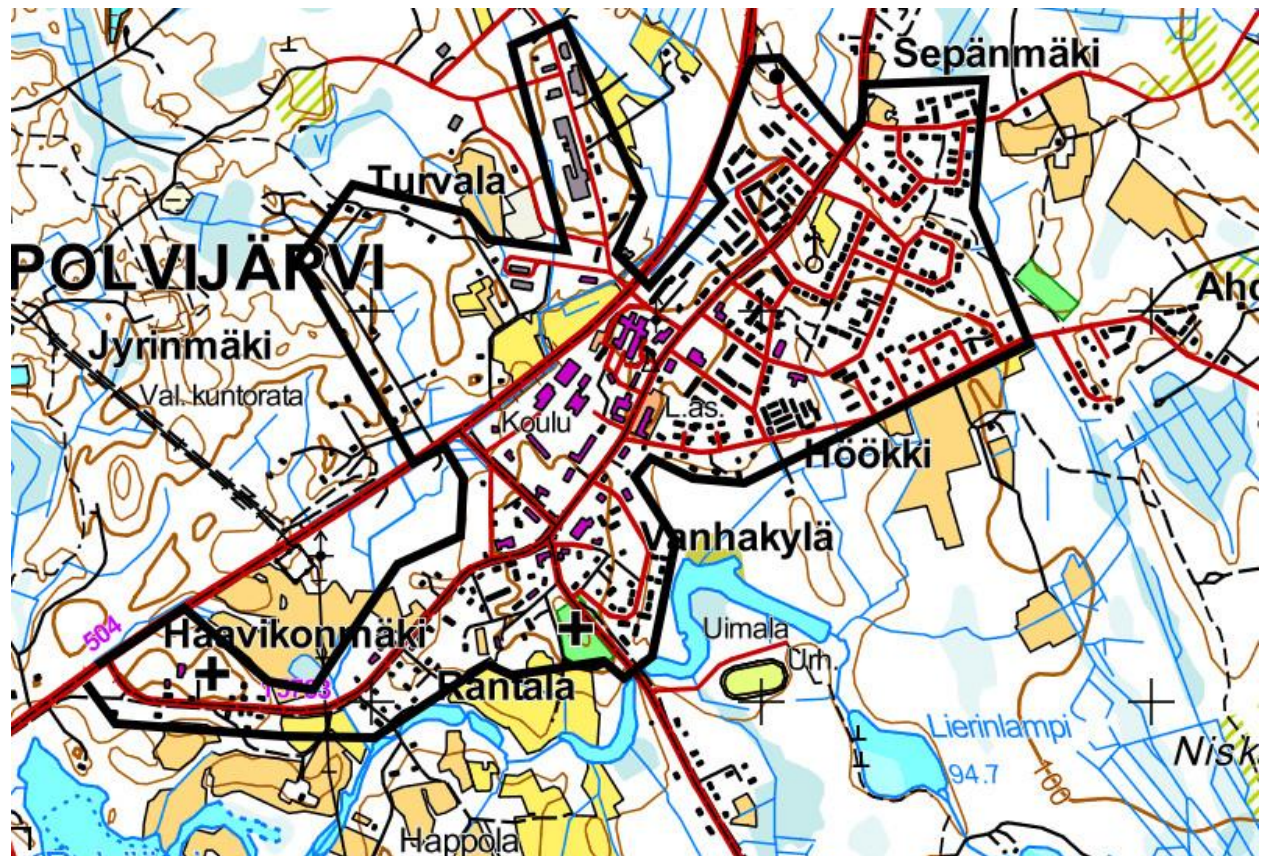 Sepänmäki
V
Turvala
POLVIJÄRVI
Aho
Jyrinmäki
Val. kuntorata
Koulu
L.as.
Höökki
Vanhakylä
504
Haavikonmäki
Uimala
Urh.
Rantala
Lierinlampi
94.7
100
Nisk
Happola